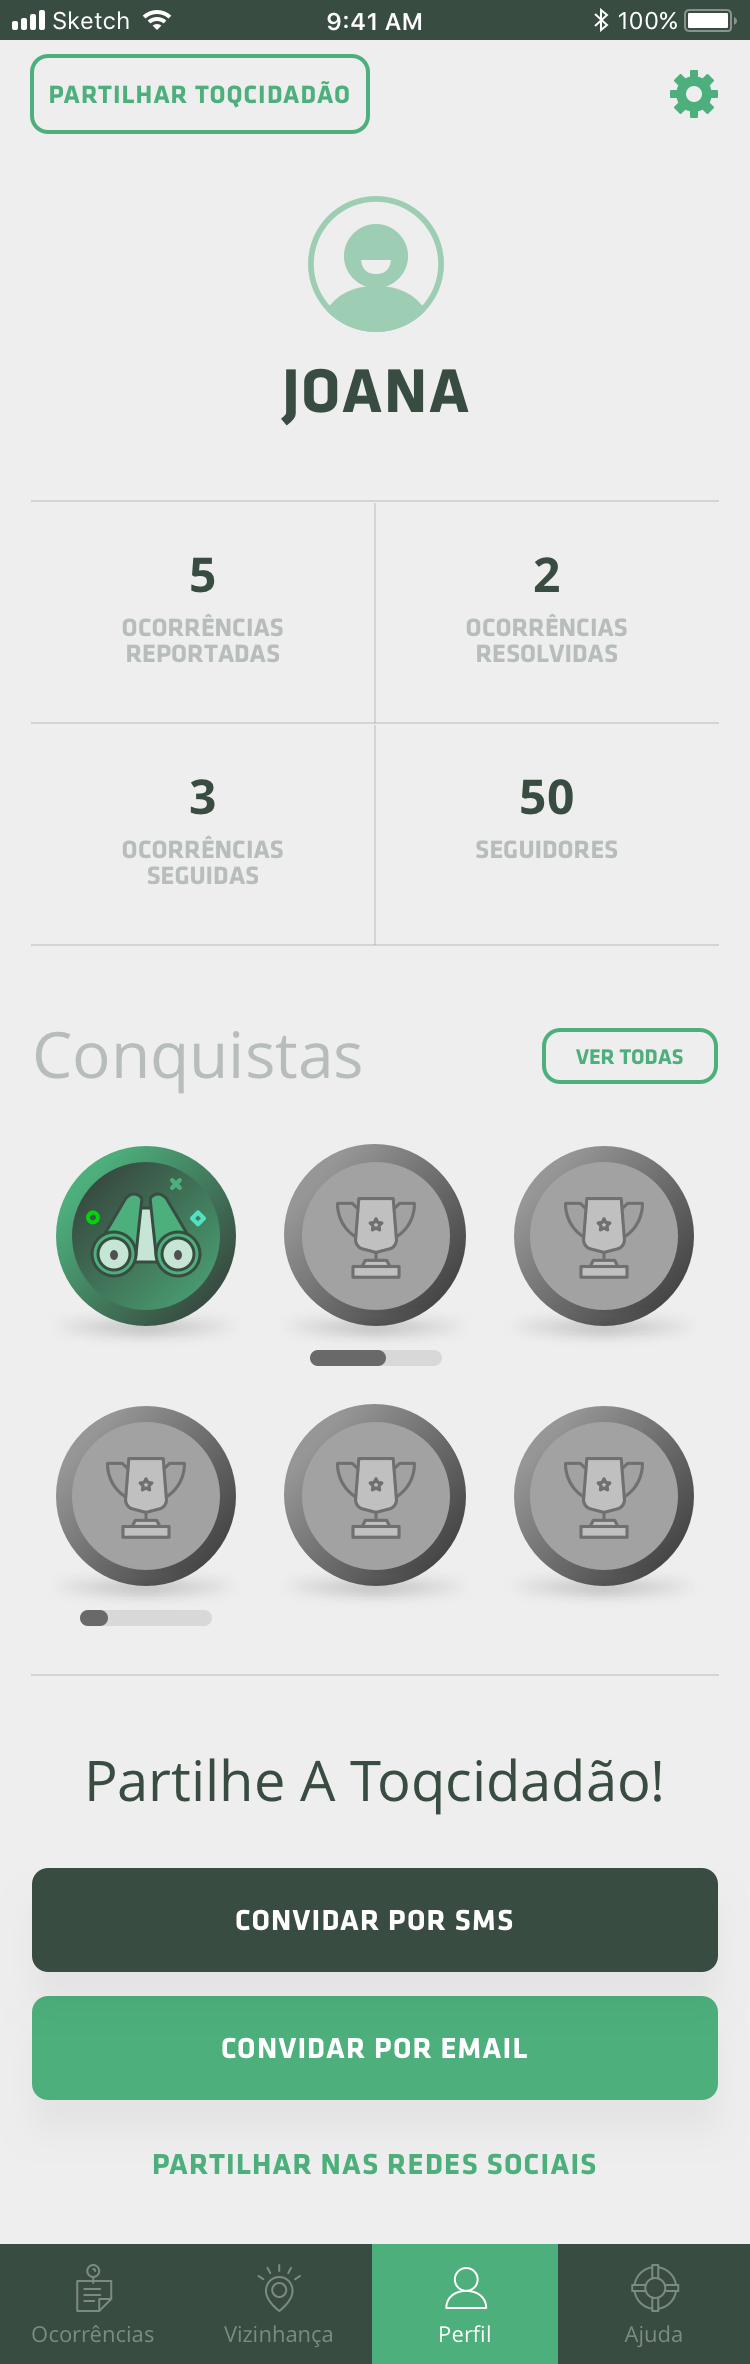 Sketch 9:41 AM 100%
PARTILHAR TOQCIDADÃO
JOANA
5 2
OCORRÊNCIAS OCORRÊNCIAS
REPORTADAS RESOLVIDAS
3 50
OCORRÊNCIAS SEGUIDORES
SEGUIDAS
Conquistas VER TODAS
Partilhe A Toqcidadão!
CONVIDAR POR SMS
CONVIDAR POR EMAIL
PARTILHAR NAS REDES SOCIAIS
Ocorrências Vizinhança Perfil Ajuda